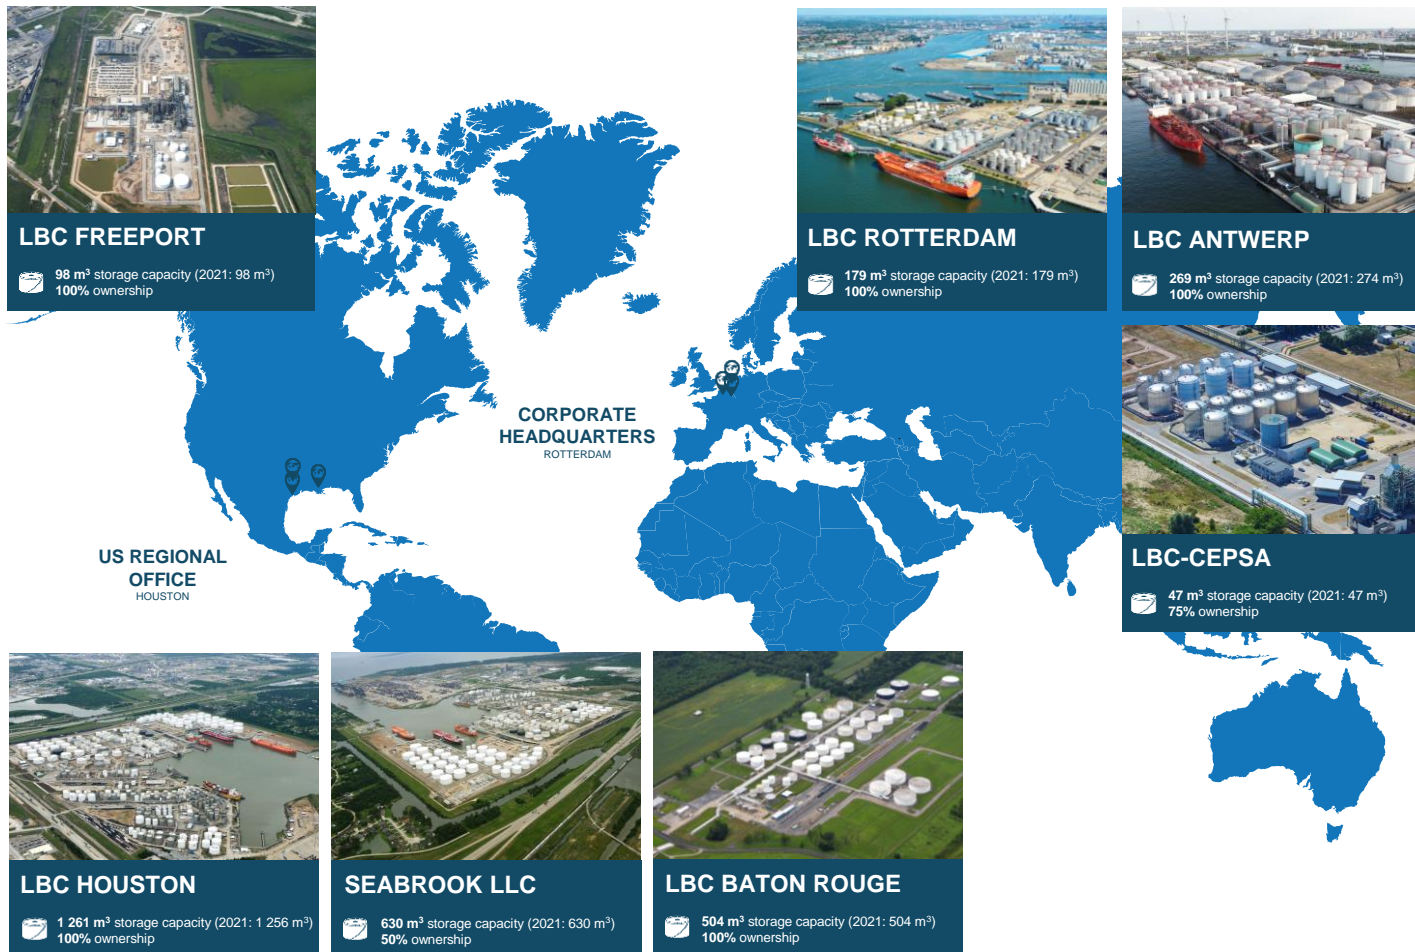 LBC FREEPORT
98 m³ storage capacity (2021: 98 m³)
100% ownership
LBC ROTTERDAM
179 m³ storage capacity (2021: 179 m³)
100% ownership
LBC ANTWERP
269 m³ storage capacity (2021: 274 m³)
100% ownership
CORPORATE
HEADQUARTERS
ROTTERDAM
US REGIONAL
OFFICE
HOUSTON
LBC-CEPSA
47 m³ storage capacity (2021: 47 m³)
75% ownership
LBC HOUSTON
1 261 m³ storage capacity (2021: 1 256 m³)
100% ownership
SEABROOK LLC
630 m³ storage capacity (2021: 630 m³)
50% ownership
LBC BATON ROUGE
504 m³ storage capacity (2021: 504 m³)
100% ownership